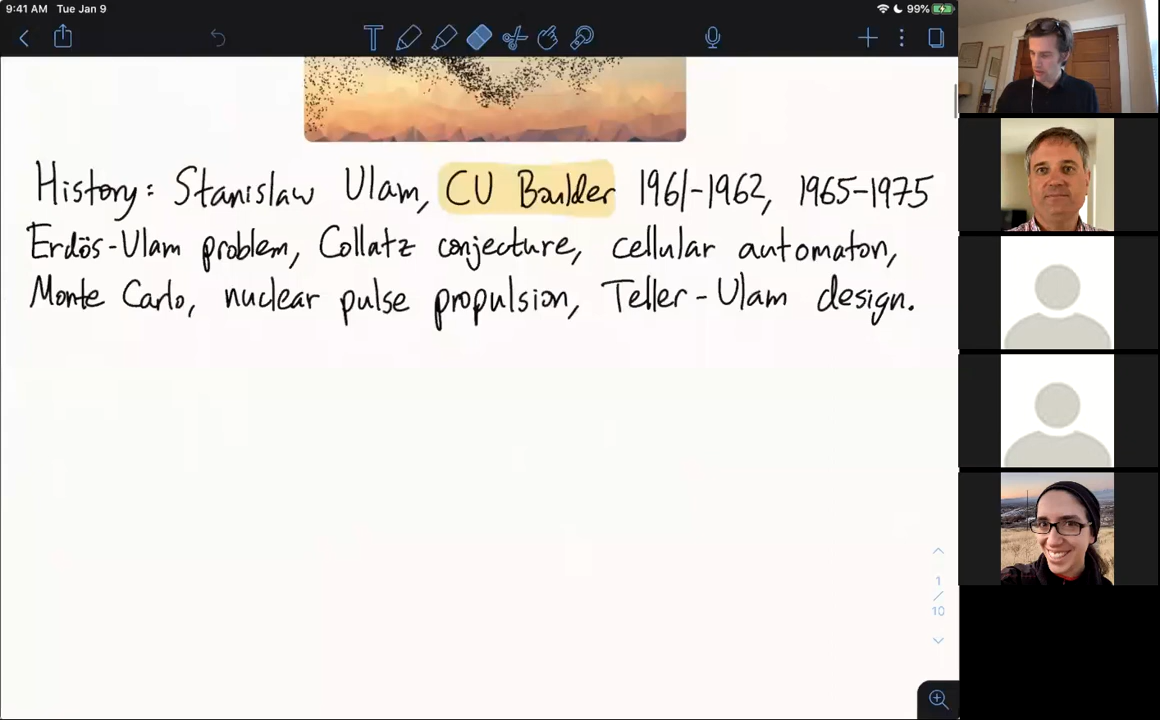 9:41 AM Tue Jan 9
99%
History: Stanislaw Ulam, CU Boulder 1961-1962, 1965-1975
Erdös-Ulam problem, Collatz conjecture, cellular automaton,
Monte Carlo, nuclear pulse propulsion, Teller-Ulam design.
1
/
10